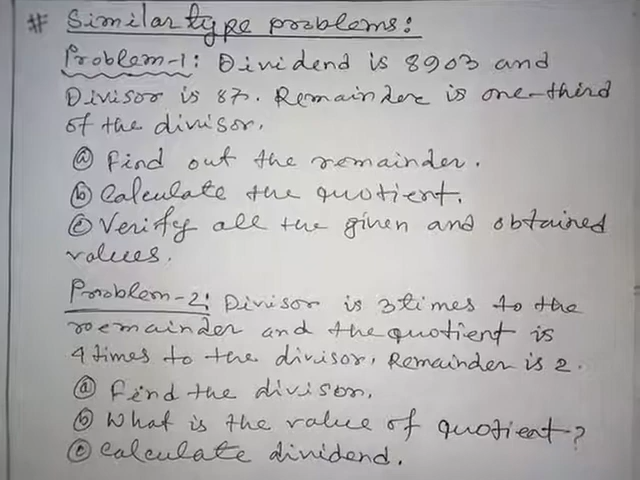 # Similar type problems:
Problem-1: Dividend is 8903 and
Divisor is 87. Remainder is one-third
of the divisor.
ⓐ Find out the remainder.
ⓑ Calculate the quotient.
ⓒ Verify all the given and obtained
values.
Problem-2: Divisor is 3 times to the
remainder and the quotient is
4 times to the divisor. Remainder is 2.
ⓐ Find the divisor.
ⓑ What is the value of quotient?
ⓒ Calculate dividend.